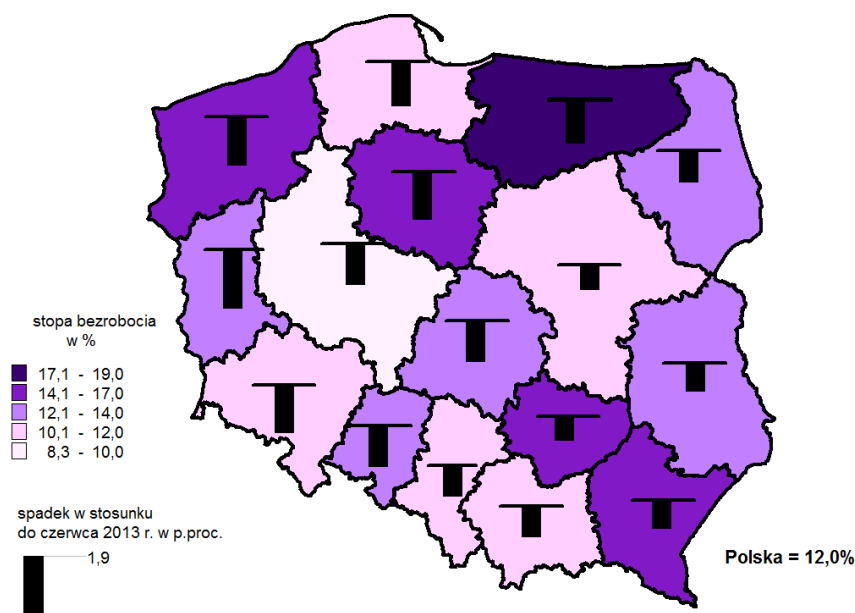 stopa bezrobocia
w %
17,1 - 19,0
14,1 - 17,0
12,1 - 14,0
10,1 - 12,0
8,3 - 10,0
spadek w stosunku
do czerwca 2013 r. w p.proc.
1,9
Polska = 12,0%